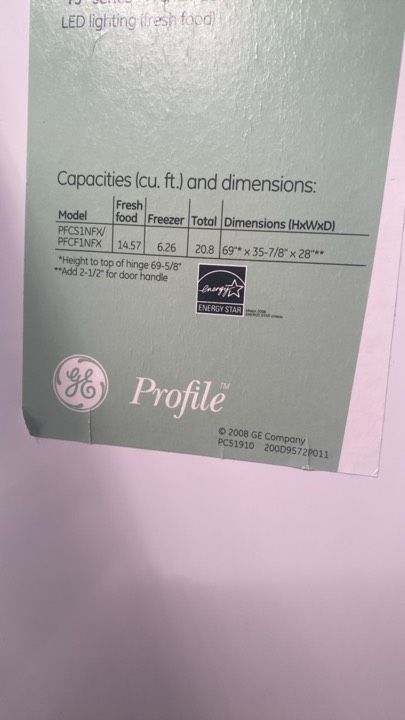 LED lighting (fresh food)
Capacities (cu. ft.) and dimensions:
Model Fresh food Freezer Total Dimensions (HxWxD)
PFCS1NFX/
PFCF1NFX 14.57 6.26 20.8 69"* x 35-7/8" x 28"**
*Height to top of hinge 69-5/8"
**Add 2-1/2" for door handle
energy
ENERGY STAR
GE Profile™
© 2008 GE Company
PC51910 200D9572P011